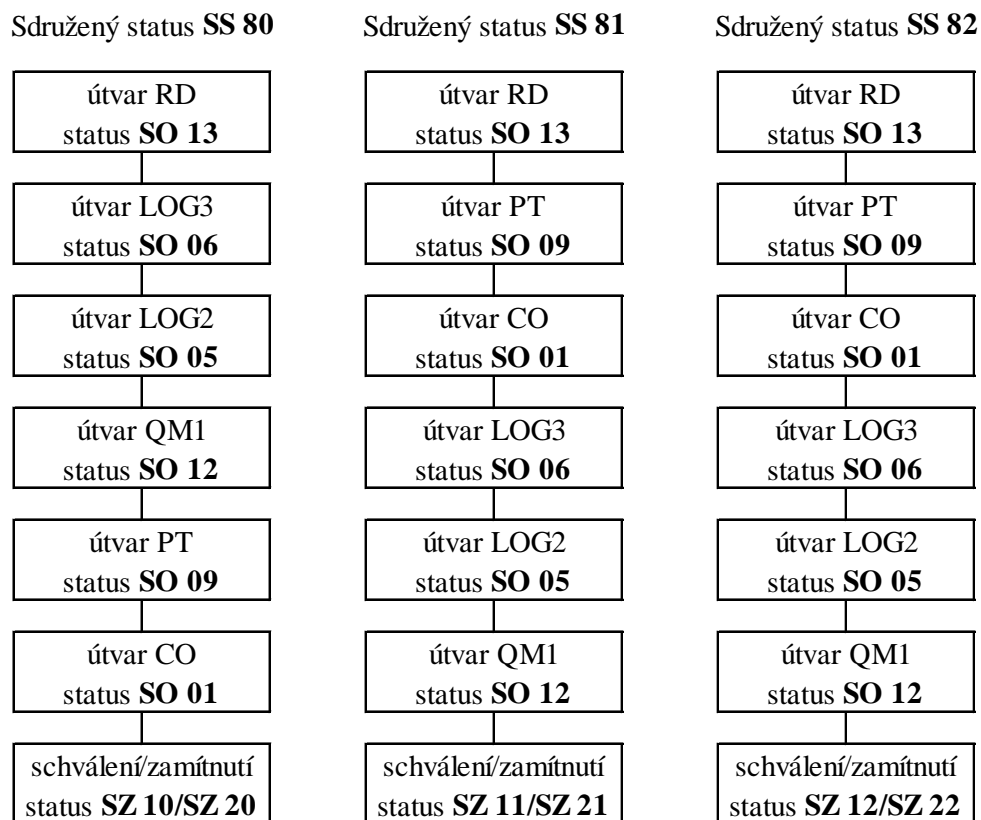 Sdružený status SS 80
útvar RD
status SO 13
útvar LOG3
status SO 06
útvar LOG2
status SO 05
útvar QM1
status SO 12
útvar PT
status SO 09
útvar CO
status SO 01
schválení/zamítnutí
status SZ 10/SZ 20
Sdružený status SS 81
útvar RD
status SO 13
útvar PT
status SO 09
útvar CO
status SO 01
útvar LOG3
status SO 06
útvar LOG2
status SO 05
útvar QM1
status SO 12
schválení/zamítnutí
status SZ 11/SZ 21
Sdružený status SS 82
útvar RD
status SO 13
útvar PT
status SO 09
útvar CO
status SO 01
útvar LOG3
status SO 06
útvar LOG2
status SO 05
útvar QM1
status SO 12
schválení/zamítnutí
status SZ 12/SZ 22